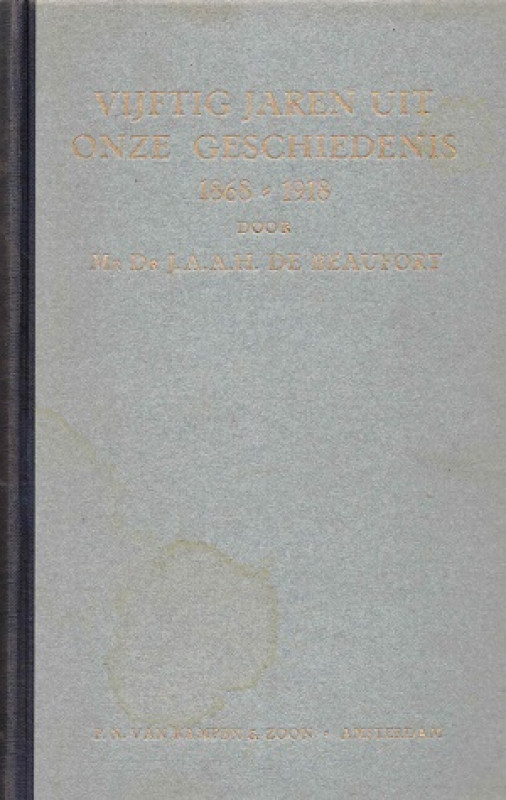 VIJFTIG JAREN UIT
ONZE GESCHIEDENIS
1868-1918
DOOR
MR DR J.A.A.H. DE BEAUFORT
P. N. VAN KAMPEN & ZOON · AMSTERDAM